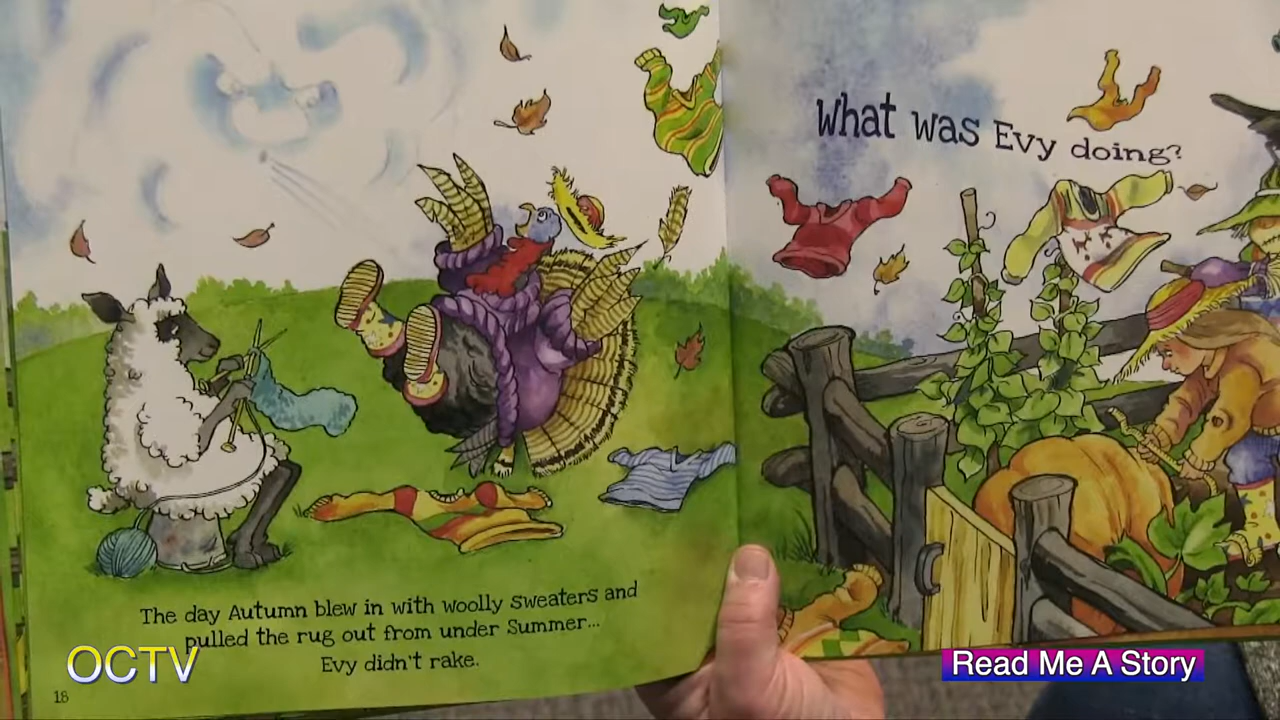 What was Evy doing?
The day Autumn blew in with woolly sweaters and
pulled the rug out from under Summer...
Evy didn't rake.
18
OCTV
Read Me A Story